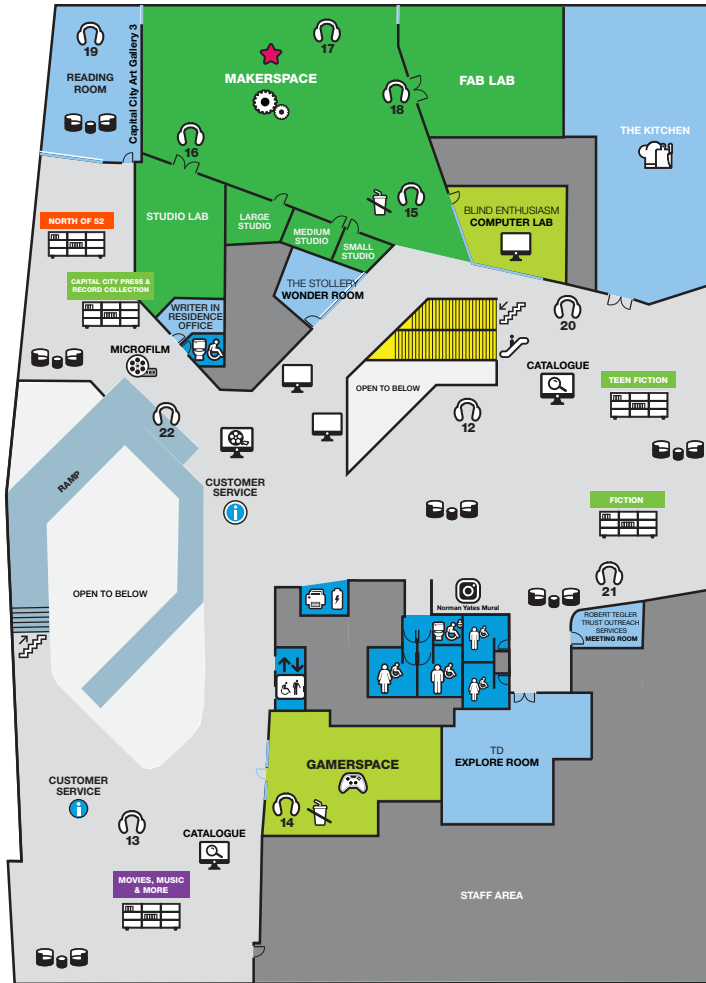 19
READING
ROOM
Capital City Art Gallery 3
17
MAKERSPACE
18
FAB LAB
THE KITCHEN
16
15
BLIND ENTHUSIASM
COMPUTER LAB
NORTH OF 52
STUDIO LAB
LARGE
STUDIO
MEDIUM
STUDIO
SMALL
STUDIO
CAPITAL CITY PRESS &
RECORD COLLECTION
THE STOLLERY
WONDER ROOM
WRITER IN
RESIDENCE
OFFICE
20
MICROFILM
CATALOGUE
TEEN FICTION
OPEN TO BELOW
22
12
RAMP
CUSTOMER
SERVICE
i
FICTION
21
OPEN TO BELOW
Norman Yates Mural
ROBERT TEGLER
TRUST OUTREACH
SERVICES
MEETING ROOM
TD
EXPLORE ROOM
GAMERSPACE
14
CUSTOMER
SERVICE
i
13
CATALOGUE
MOVIES, MUSIC
& MORE
STAFF AREA